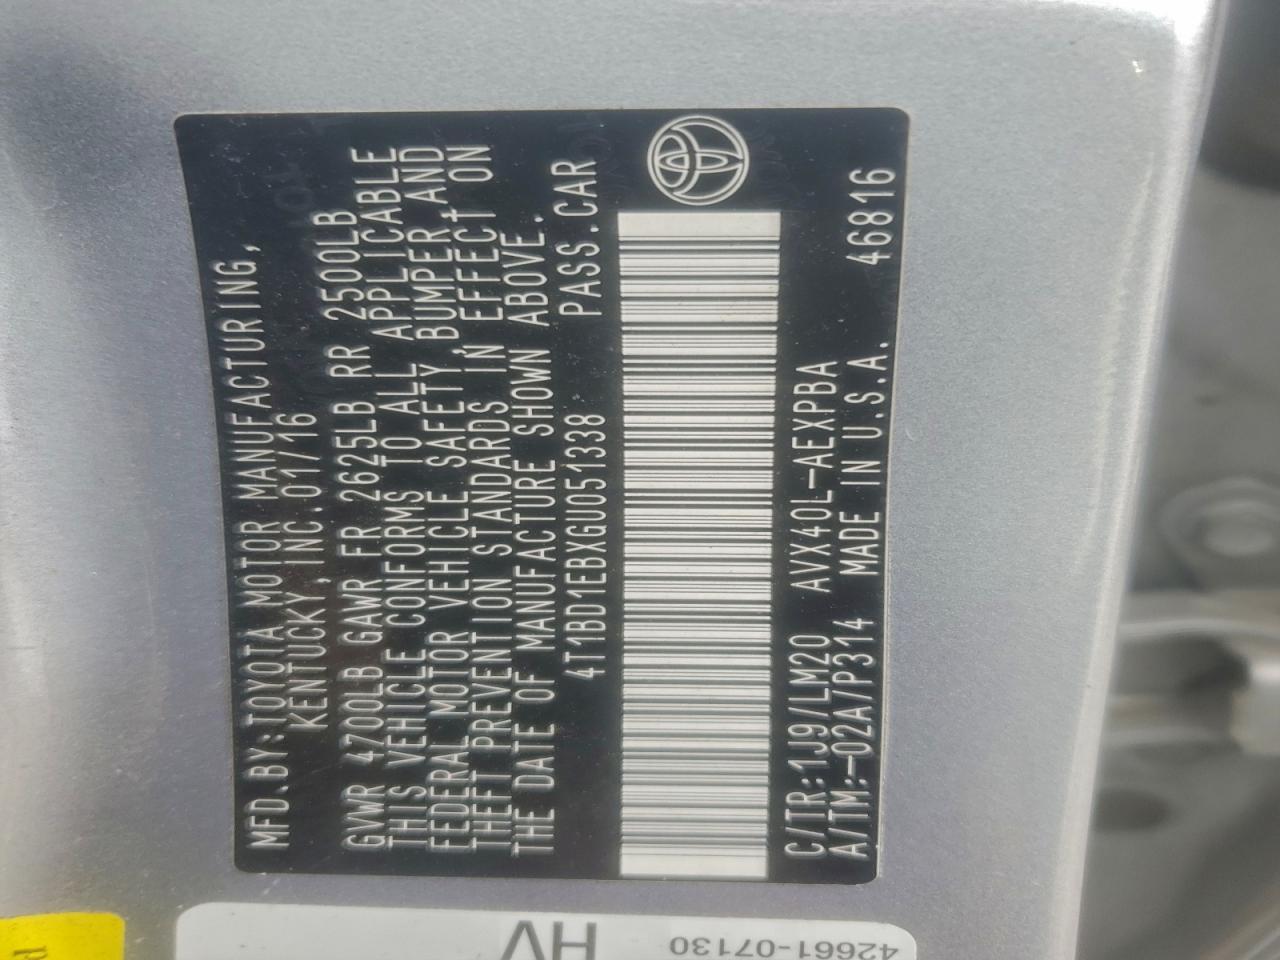 MFD.BY:TOYOTA MOTOR MANUFACTURING,
KENTUCKY, INC. 01/16
GVWR 4700LB GAWR FR 2625LB RR 2500LB
THIS VEHICLE CONFORMS TO ALL APPLICABLE
FEDERAL MOTOR VEHICLE SAFETY, BUMPER, AND
THEFT PREVENTION STANDARDS IN EFFECT ON
THE DATE OF MANUFACTURE SHOWN ABOVE.
4T1BD1EBXGU051338 PASS.CAR
C/TR:1J9/LM20 AVX40L-AEXPBA 46816
A/TM:-02A/P314 MADE IN U.S.A.
HV
42661-07130